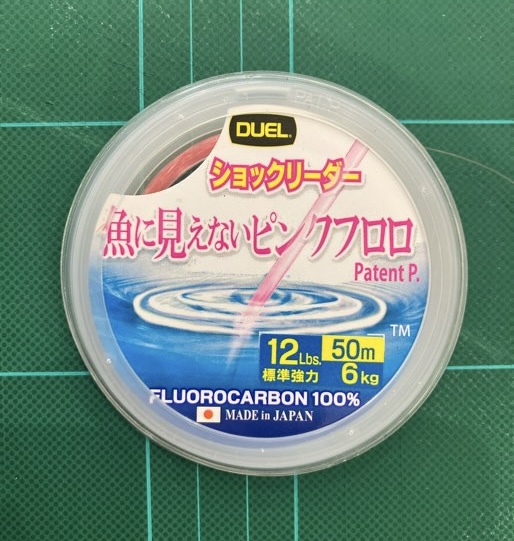 DUEL®
ショックリーダー
魚に見えないピンクフロロ
Patent P.
TM
12Lbs. 50m
標準強力 6kg
FLUOROCARBON 100%
MADE in JAPAN